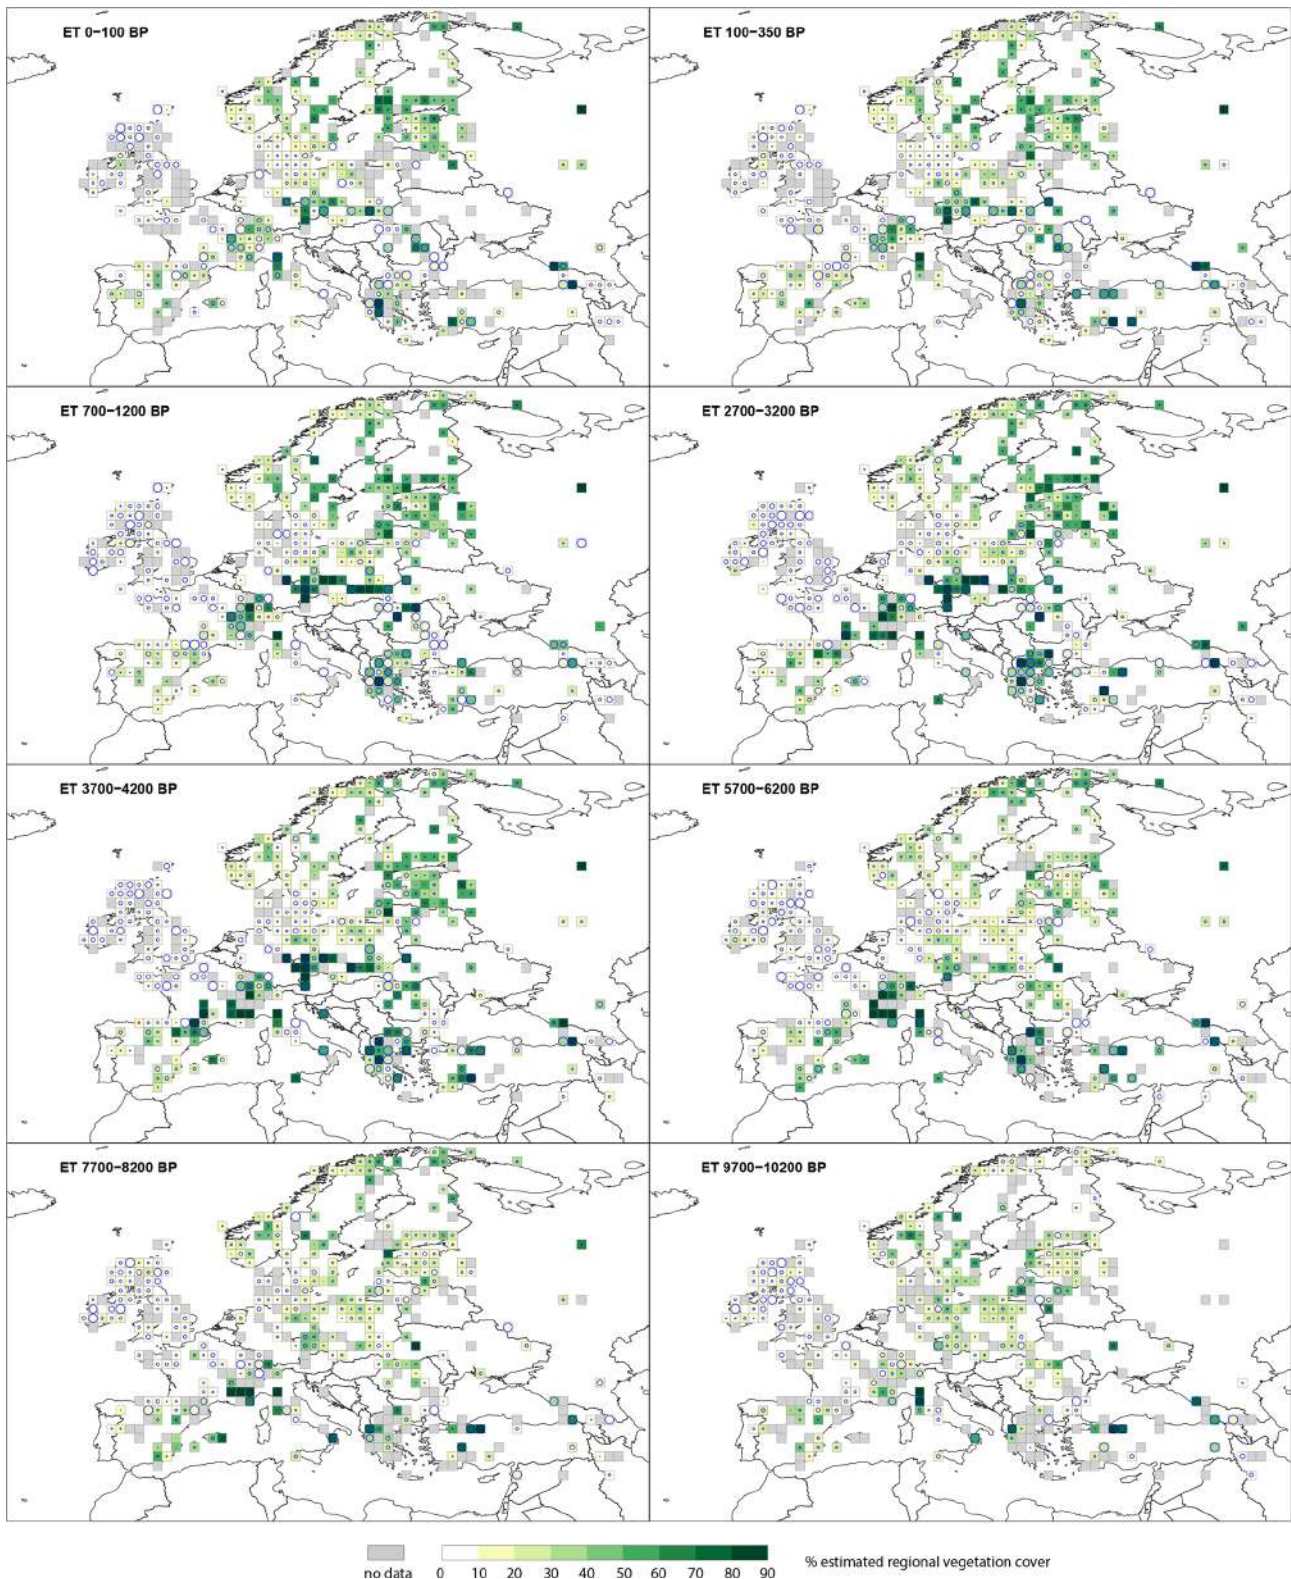 ET 0–100 BP
ET 100–350 BP
ET 700–1200 BP
ET 2700–3200 BP
ET 3700–4200 BP
ET 5700–6200 BP
ET 7700–8200 BP
ET 9700–10200 BP
no data
0 10 20 30 40 50 60 70 80 90
% estimated regional vegetation cover